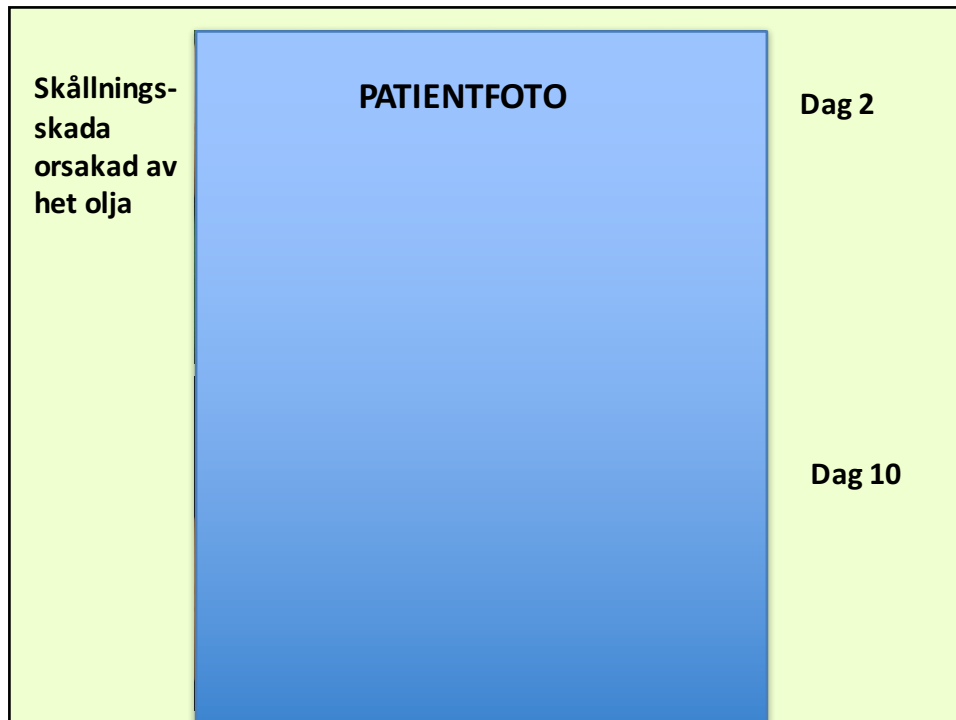 Skållnings-
skada
orsakad av
het olja
PATIENTFOTO
Dag 2
Dag 10